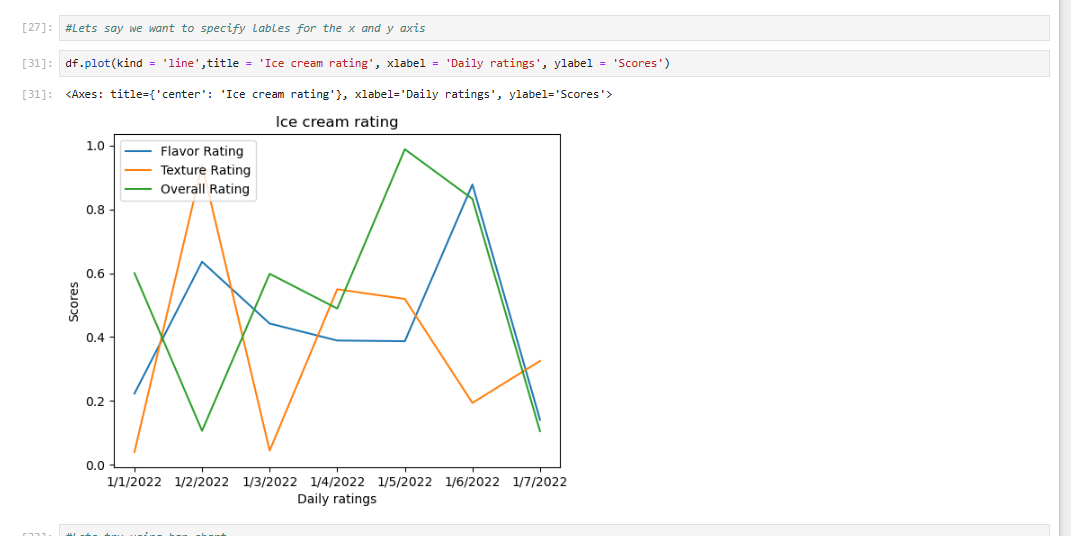 [27]: #Lets say we want to specify lables for the x and y axis
[31]: df.plot(kind = 'line',title = 'Ice cream rating', xlabel = 'Daily ratings', ylabel = 'Scores')
[31]: <Axes: title={'center': 'Ice cream rating'}, xlabel='Daily ratings', ylabel='Scores'>
Ice cream rating
1.0
Flavor Rating
Texture Rating
Overall Rating
0.8
0.6
Scores
0.4
0.2
0.0
1/1/2022 1/2/2022 1/3/2022 1/4/2022 1/5/2022 1/6/2022 1/7/2022
Daily ratings